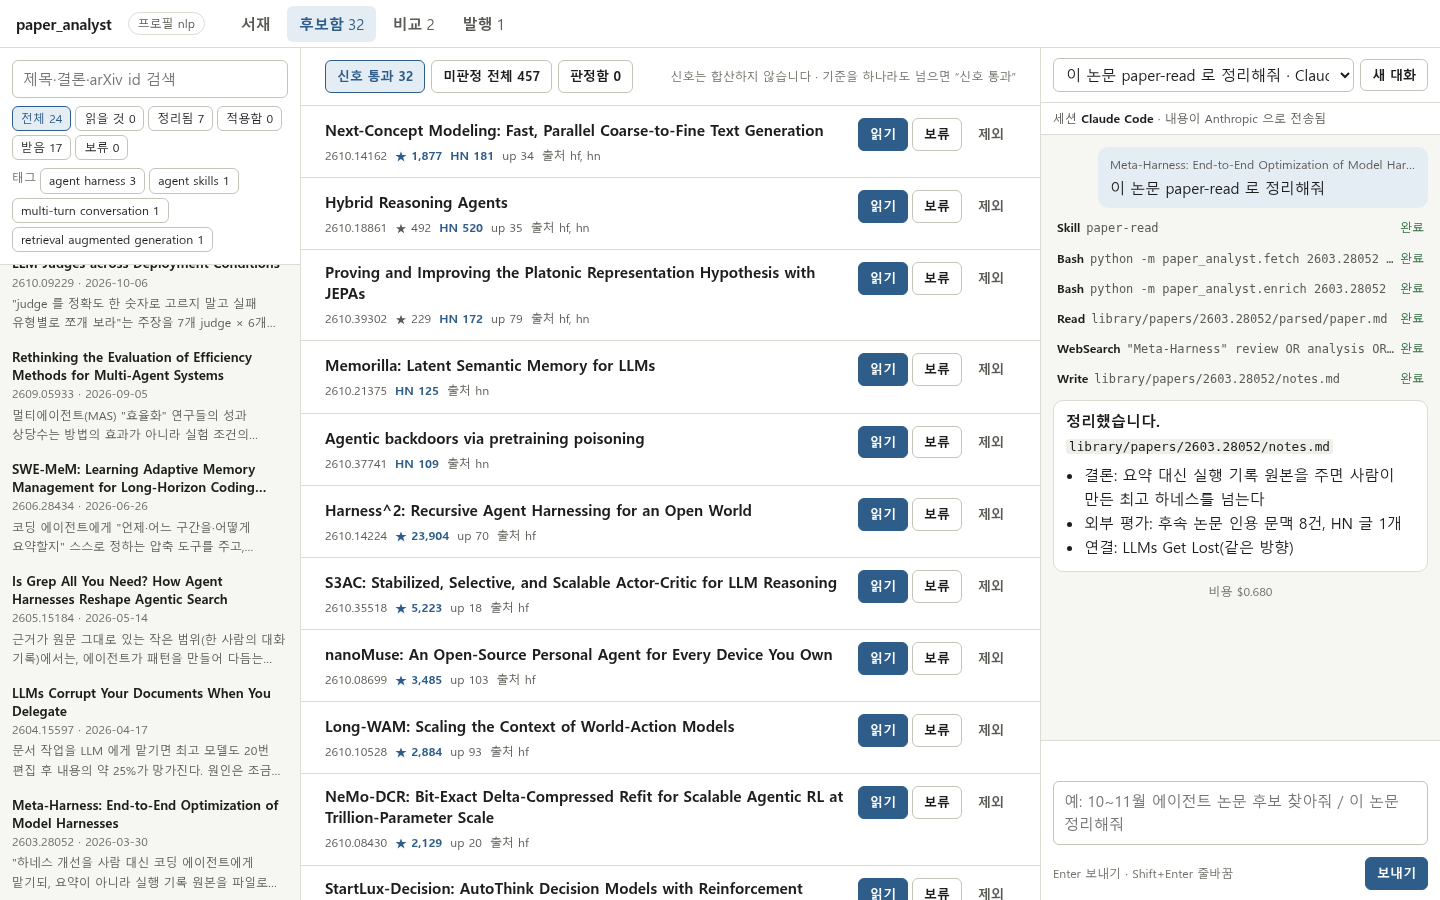 paper_analyst
프로필 nlp
서재
후보함 32
비교 2
발행 1
제목·결론·arXiv id 검색
전체 24
읽을 것 0
정리됨 7
적용함 0
받음 17
보류 0
태그
agent harness 3
agent skills 1
multi-turn conversation 1
retrieval augmented generation 1
LLM Judges across Deployment Conditions
2610.09229 · 2026-10-06
"judge 를 정확도 한 숫자로 고르지 말고 실패
유형별로 쪼개 보라"는 주장을 7개 judge × 6개...
Rethinking the Evaluation of Efficiency
Methods for Multi-Agent Systems
2609.05933 · 2026-09-05
멀티에이전트(MAS) "효율화" 연구들의 성과
상당수는 방법의 효과가 아니라 실험 조건의...
SWE-MeM: Learning Adaptive Memory
Management for Long-Horizon Coding...
2606.28434 · 2026-06-26
코딩 에이전트에게 "언제·어느 구간을·어떻게
요약할지" 스스로 정하는 압축 도구를 주고,...
Is Grep All You Need? How Agent
Harnesses Reshape Agentic Search
2605.15184 · 2026-05-14
근거가 원문 그대로 있는 작은 범위(한 사람의 대화
기록)에서는, 에이전트가 패턴을 만들어 다듬는...
LLMs Corrupt Your Documents When You
Delegate
2604.15597 · 2026-04-17
문서 작업을 LLM 에게 맡기면 최고 모델도 20번
편집 후 내용의 약 25%가 망가진다. 원인은 조금...
Meta-Harness: End-to-End Optimization of
Model Harnesses
2603.28052 · 2026-03-30
"하네스 개선을 사람 대신 코딩 에이전트에게
맡기되, 요약이 아니라 실행 기록 원본을 파일로...
신호 통과 32
미판정 전체 457
판정함 0
신호는 합산하지 않습니다 · 기준을 하나라도 넘으면 "신호 통과"
Next-Concept Modeling: Fast, Parallel Coarse-to-Fine Text Generation
2610.14162 ★ 1,877 HN 181 up 34 출처 hf, hn
읽기 보류 제외
Hybrid Reasoning Agents
2610.18861 ★ 492 HN 520 up 35 출처 hf, hn
읽기 보류 제외
Proving and Improving the Platonic Representation Hypothesis with
JEPAs
2610.39302 ★ 229 HN 172 up 79 출처 hf, hn
읽기 보류 제외
Memorilla: Latent Semantic Memory for LLMs
2610.21375 HN 125 출처 hn
읽기 보류 제외
Agentic backdoors via pretraining poisoning
2610.37741 HN 109 출처 hn
읽기 보류 제외
Harness^2: Recursive Agent Harnessing for an Open World
2610.14224 ★ 23,904 up 70 출처 hf
읽기 보류 제외
S3AC: Stabilized, Selective, and Scalable Actor-Critic for LLM Reasoning
2610.35518 ★ 5,223 up 18 출처 hf
읽기 보류 제외
nanoMuse: An Open-Source Personal Agent for Every Device You Own
2610.08699 ★ 3,485 up 103 출처 hf
읽기 보류 제외
Long-WAM: Scaling the Context of World-Action Models
2610.10528 ★ 2,884 up 93 출처 hf
읽기 보류 제외
NeMo-DCR: Bit-Exact Delta-Compressed Refit for Scalable Agentic RL at
Trillion-Parameter Scale
2610.08430 ★ 2,129 up 20 출처 hf
읽기 보류 제외
StartLux-Decision: AutoThink Decision Models with Reinforcement
읽기 보류 제외
이 논문 paper-read 로 정리해줘 · Claud
새 대화
세션 Claude Code · 내용이 Anthropic 으로 전송됨
Meta-Harness: End-to-End Optimization of Model Har...
이 논문 paper-read 로 정리해줘
Skill paper-read 완료
Bash python -m paper_analyst.fetch 2603.28052 … 완료
Bash python -m paper_analyst.enrich 2603.28052 완료
Read library/papers/2603.28052/parsed/paper.md 완료
WebSearch "Meta-Harness" review OR analysis OR… 완료
Write library/papers/2603.28052/notes.md 완료
정리했습니다.
library/papers/2603.28052/notes.md
• 결론: 요약 대신 실행 기록 원본을 주면 사람이
만든 최고 하네스를 넘는다
• 외부 평가: 후속 논문 인용 문맥 8건, HN 글 1개
• 연결: LLMs Get Lost(같은 방향)
비용 $0.680
예: 10~11월 에이전트 논문 후보 찾아줘 / 이 논문
정리해줘
Enter 보내기 · Shift+Enter 줄바꿈
보내기